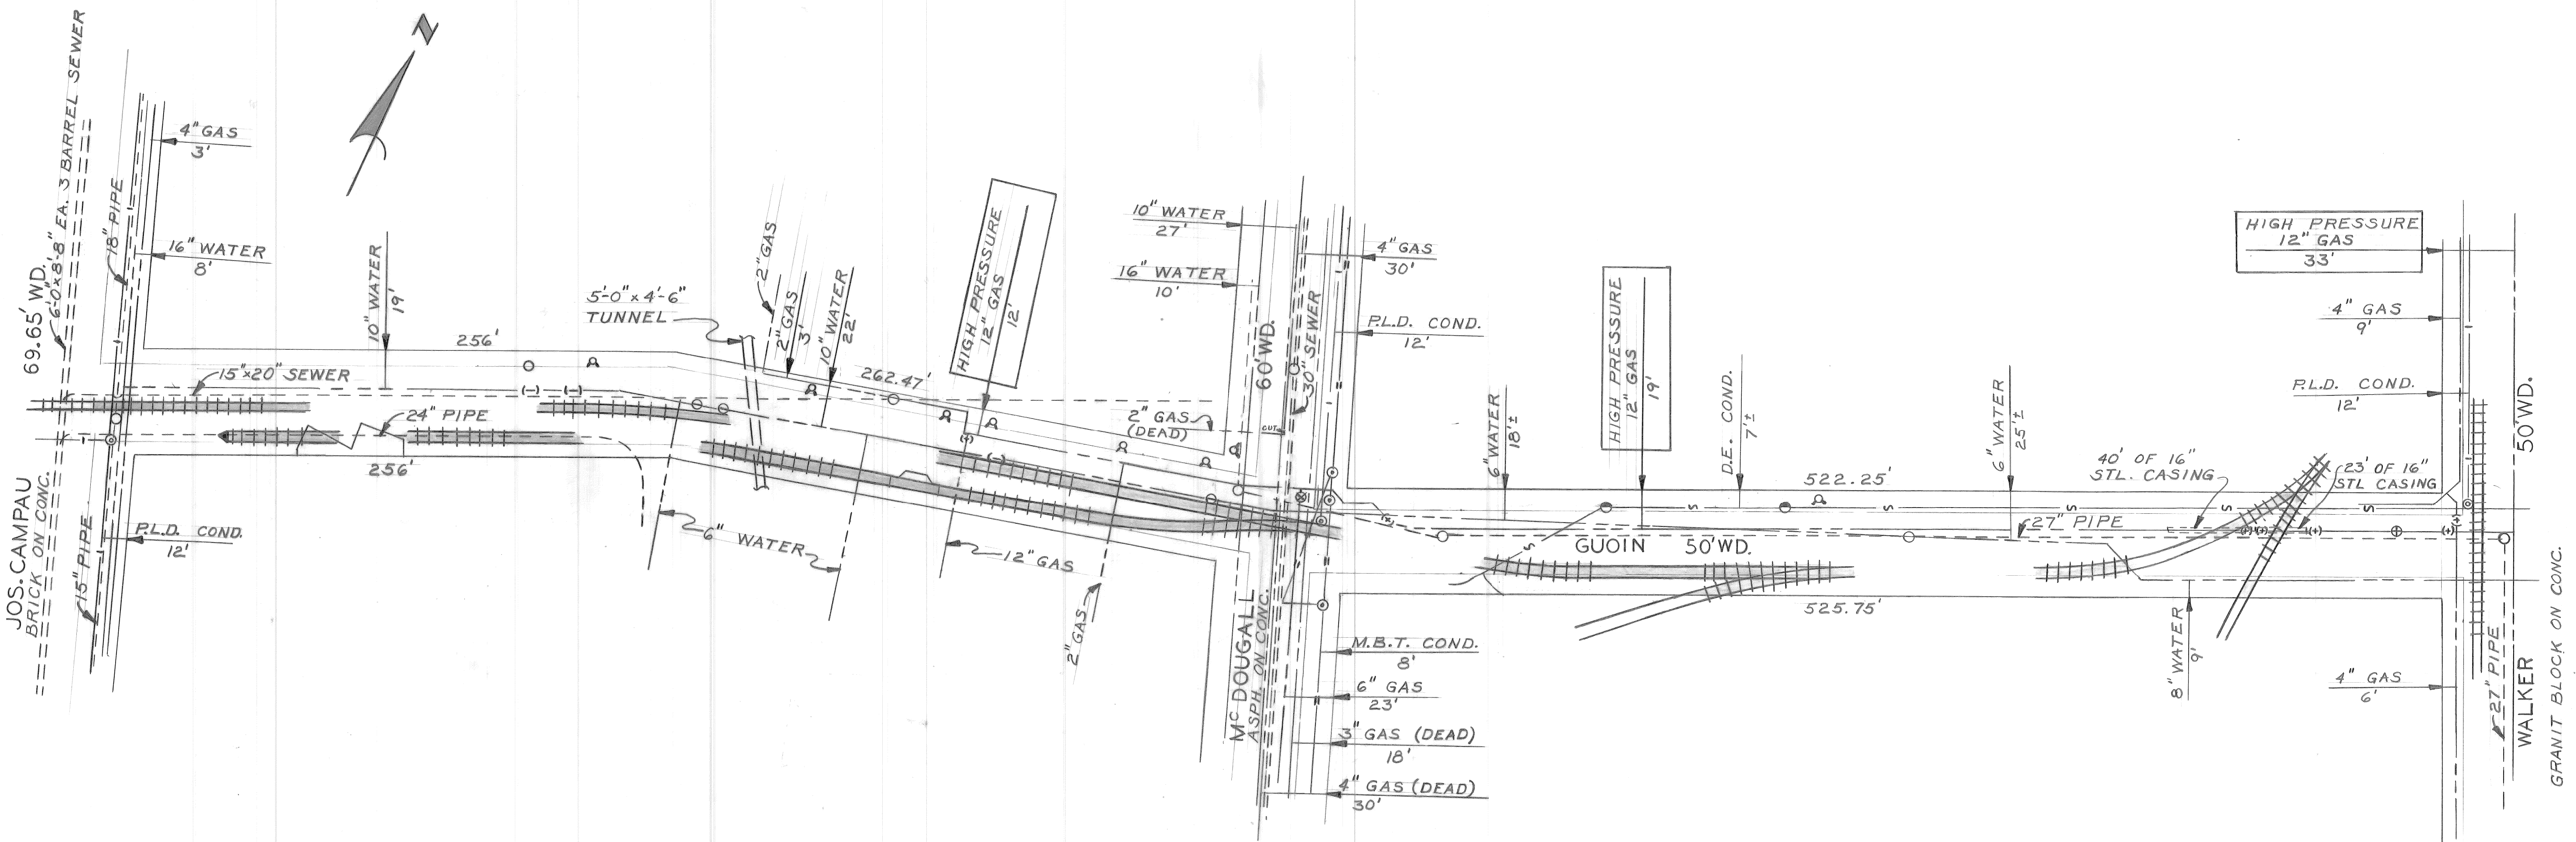 N
69.65' WD.
6'-0"x8'-8" EA. 3 BARREL SEWER
18" PIPE
4" GAS
3'
16" WATER
8'
10" WATER
19'
256'
15"x20" SEWER
24" PIPE
256'
JOS. CAMPAU
BRICK ON CONC.
15" PIPE
P.L.D. COND.
12'
5'-0" x 4'-6"
TUNNEL
2" GAS
2" GAS
3'
10" WATER
22'
262.47'
HIGH PRESSURE
12" GAS
12'
6" WATER
12" GAS
2" GAS
10" WATER
27'
16" WATER
10'
2" GAS
(DEAD)
CUT
60' WD.
30" SEWER
4" GAS
30'
P.L.D. COND.
12'
Mc DOUGALL
ASPH. ON CONC.
M.B.T. COND.
8'
6" GAS
23'
3" GAS (DEAD)
18'
4" GAS (DEAD)
30'
6" WATER
18'±
HIGH PRESSURE
12" GAS
19'
D.E. COND.
7'±
522.25'
6" WATER
25'±
40' OF 16"
STL. CASING
23' OF 16"
STL CASING
S
S
S
S
S
S
27" PIPE
GUOIN 50' WD.
525.75'
8" WATER
9'
HIGH PRESSURE
12" GAS
33'
4" GAS
9'
P.L.D. COND.
12'
4" GAS
6'
50' WD.
27" PIPE
WALKER
GRANIT BLOCK ON CONC.